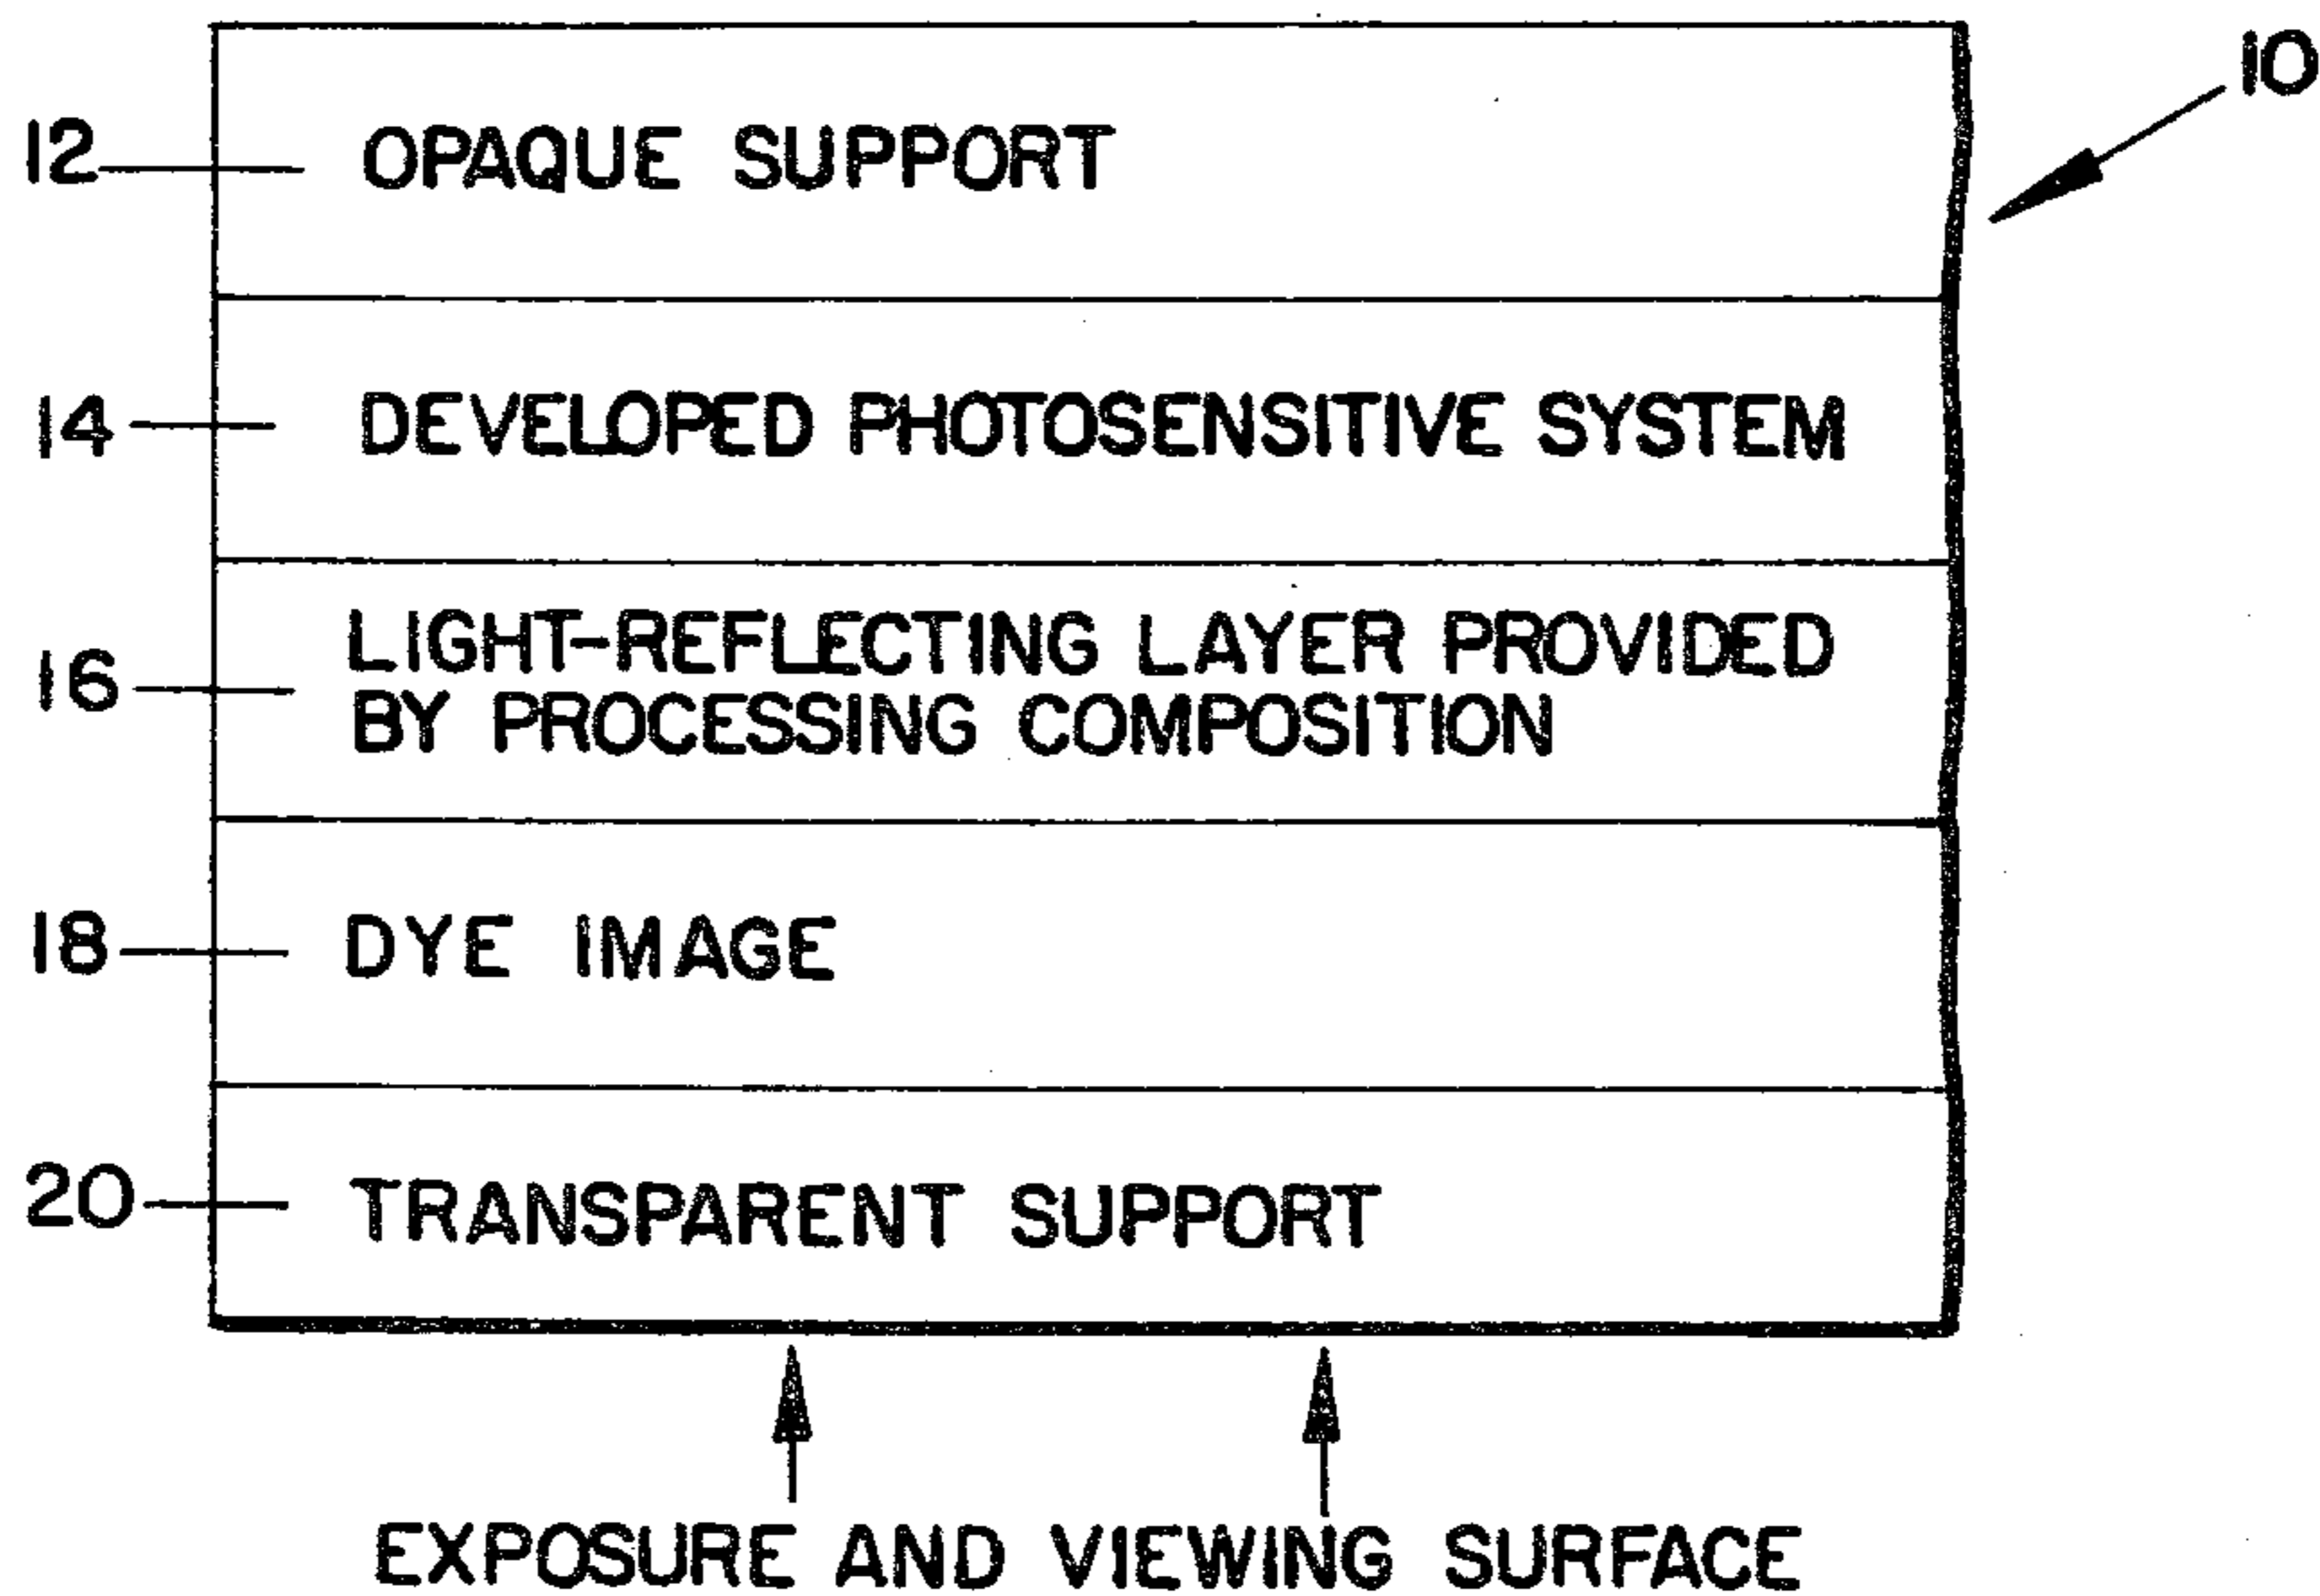 10
12 OPAQUE SUPPORT
14 DEVELOPED PHOTOSENSITIVE SYSTEM
LIGHT-REFLECTING LAYER PROVIDED
16
BY PROCESSING COMPOSITION
18 DYE IMAGE
20 TRANSPARENT SUPPORT
EXPOSURE AND VIEWING SURFACE